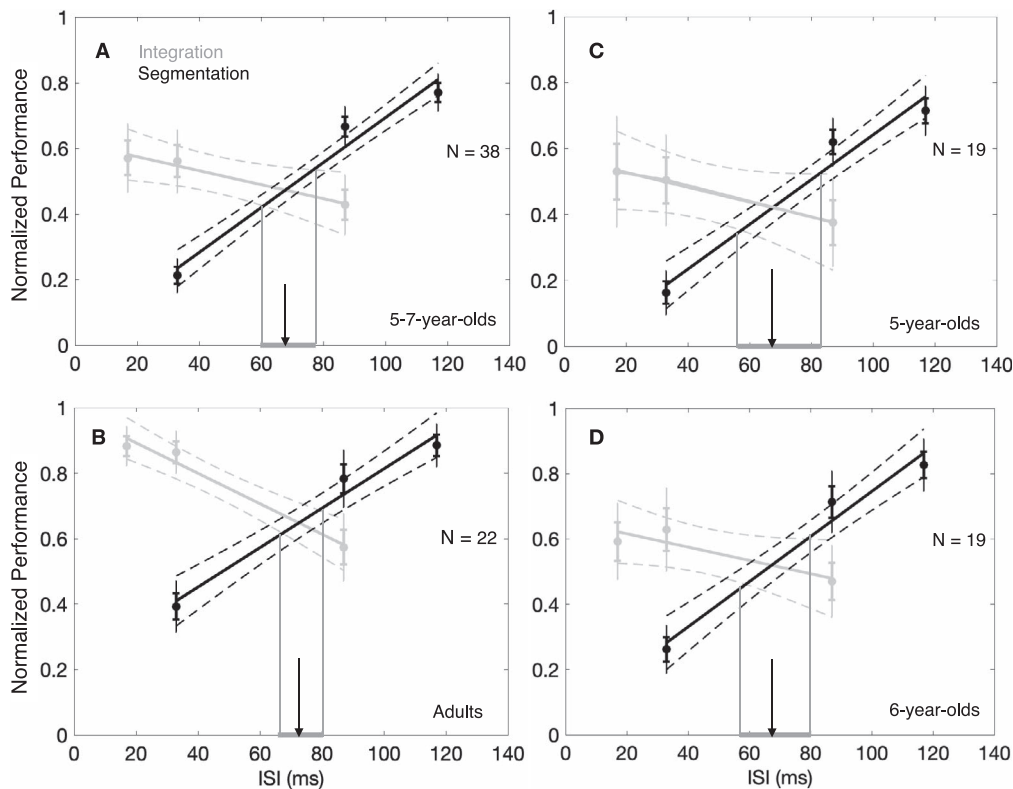 A
Integration
Segmentation
N = 38
5-7-year-olds
Normalized Performance
0 0.2 0.4 0.6 0.8 1
0 20 40 60 80 100 120 140
C
N = 19
5-year-olds
0 0.2 0.4 0.6 0.8 1
0 20 40 60 80 100 120 140
B
N = 22
Adults
Normalized Performance
0 0.2 0.4 0.6 0.8 1
0 20 40 60 80 100 120 140
ISI (ms)
D
N = 19
6-year-olds
0 0.2 0.4 0.6 0.8 1
0 20 40 60 80 100 120 140
ISI (ms)